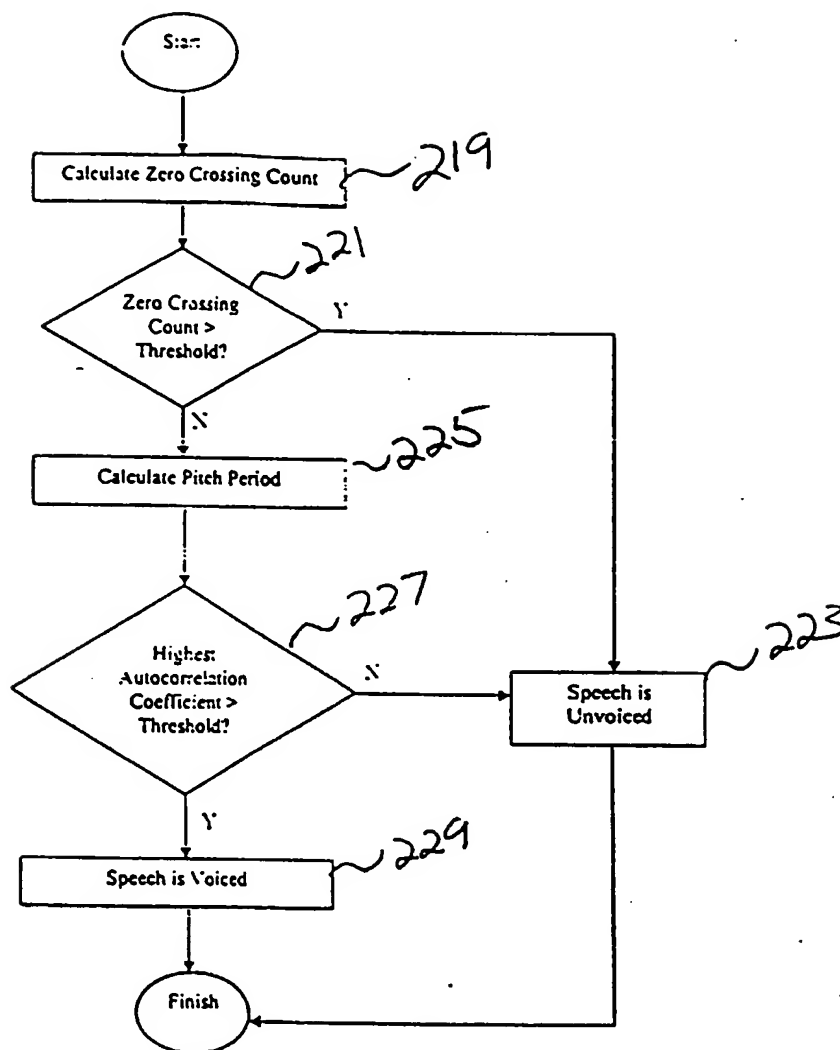 Start
Calculate Zero Crossing Count
219
221
Zero Crossing
Count >
Threshold?
Y
N
225
Calculate Pitch Period
227
Highest
Autocorrelation
Coefficient >
Threshold?
N
223
Speech is
Unvoiced
Y
229
Speech is Voiced
Finish